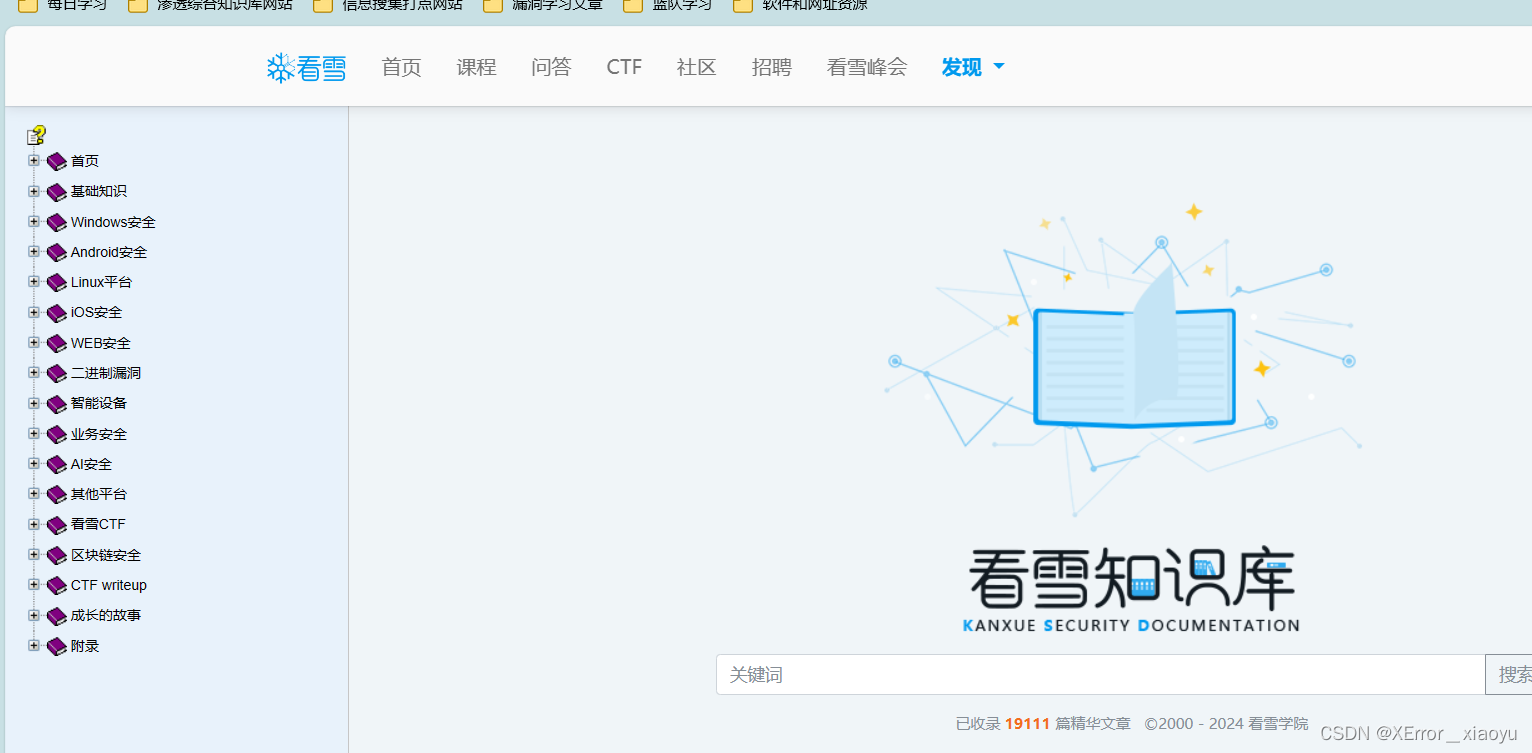 每日学习 渗透综合知识库网站 信息搜集打点网站 漏洞学习文章 蓝队学习 软件和网址资源
看雪 首页 课程 问答 CTF 社区 招聘 看雪峰会 发现
首页
基础知识
Windows安全
Android安全
Linux平台
iOS安全
WEB安全
二进制漏洞
智能设备
业务安全
AI安全
其他平台
看雪CTF
区块链安全
CTF writeup
成长的故事
附录
看雪知识库
KANXUE SECURITY DOCUMENTATION
关键词 搜索
已收录 19111 篇精华文章 ©2000 - 2024 看雪学院
CSDN @XError__xiaoyu